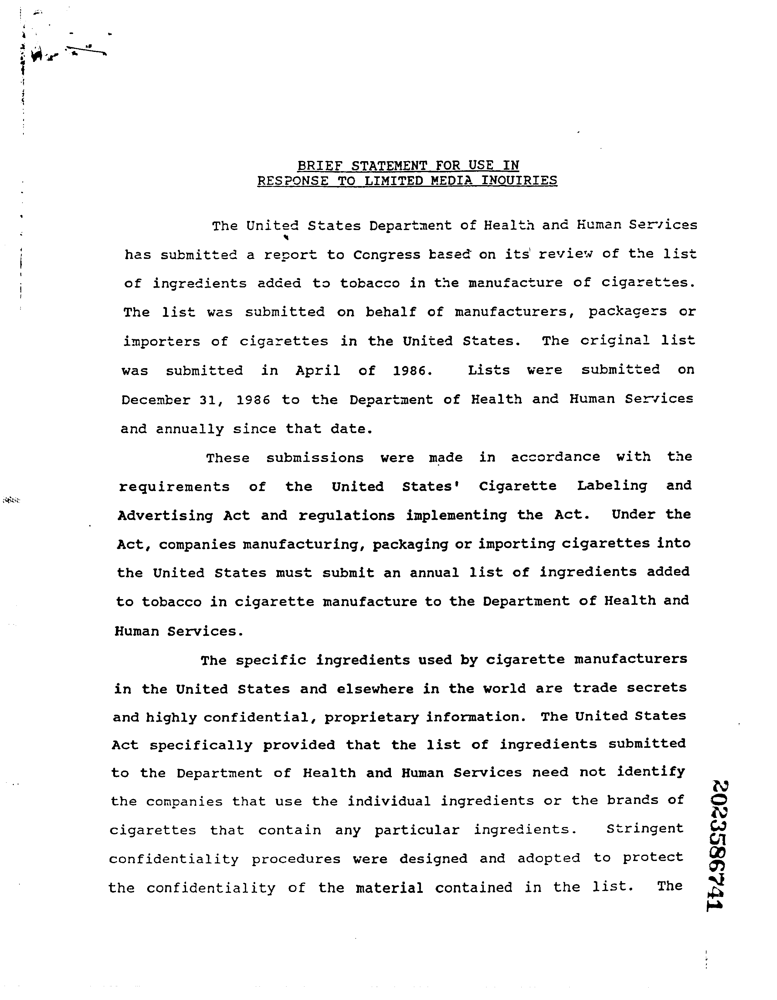 BRIEF STATEMENT FOR USE IN
RESPONSE TO LIMITED MEDIA INQUIRIES
The United States Department of Health and Human Services
has submitted a report to Congress based on its review of the list
of ingredients added to tobacco in the manufacture of cigarettes.
The list was submitted on behalf of manufacturers, packagers or
importers of cigarettes in the United States. The original list
was submitted in April of 1986. Lists were submitted on
December 31, 1986 to the Department of Health and Human Services
and annually since that date.
These submissions were made in accordance with the
requirements of the United States' Cigarette Labeling and
Advertising Act and regulations implementing the Act. Under the
Act, companies manufacturing, packaging or importing cigarettes into
the United States must submit an annual list of ingredients added
to tobacco in cigarette manufacture to the Department of Health and
Human Services.
The specific ingredients used by cigarette manufacturers
in the United States and elsewhere in the world are trade secrets
and highly confidential, proprietary information. The United States
Act specifically provided that the list of ingredients submitted
to the Department of Health and Human Services need not identify
the companies that use the individual ingredients or the brands of
cigarettes that contain any particular ingredients. Stringent
confidentiality procedures were designed and adopted to protect
the confidentiality of the material contained in the list. The
2023586741